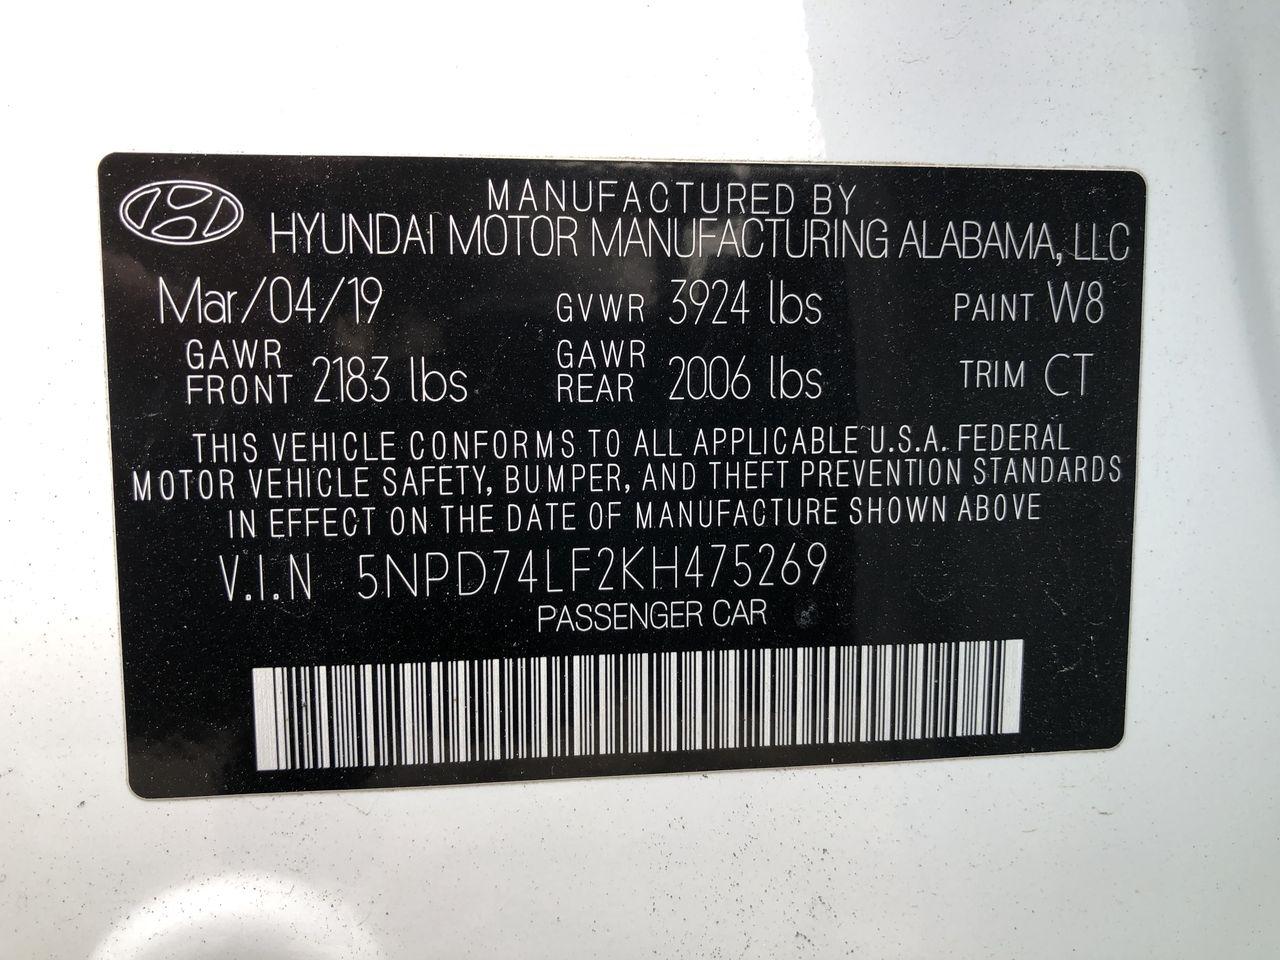 MANUFACTURED BY
HYUNDAI MOTOR MANUFACTURING ALABAMA, LLC
Mar/04/19 GVWR 3924 lbs PAINT W8
GAWR FRONT 2183 lbs GAWR REAR 2006 lbs TRIM CT
THIS VEHICLE CONFORMS TO ALL APPLICABLE U.S.A. FEDERAL
MOTOR VEHICLE SAFETY, BUMPER, AND THEFT PREVENTION STANDARDS
IN EFFECT ON THE DATE OF MANUFACTURE SHOWN ABOVE
V.I.N 5NPD74LF2KH475269
PASSENGER CAR